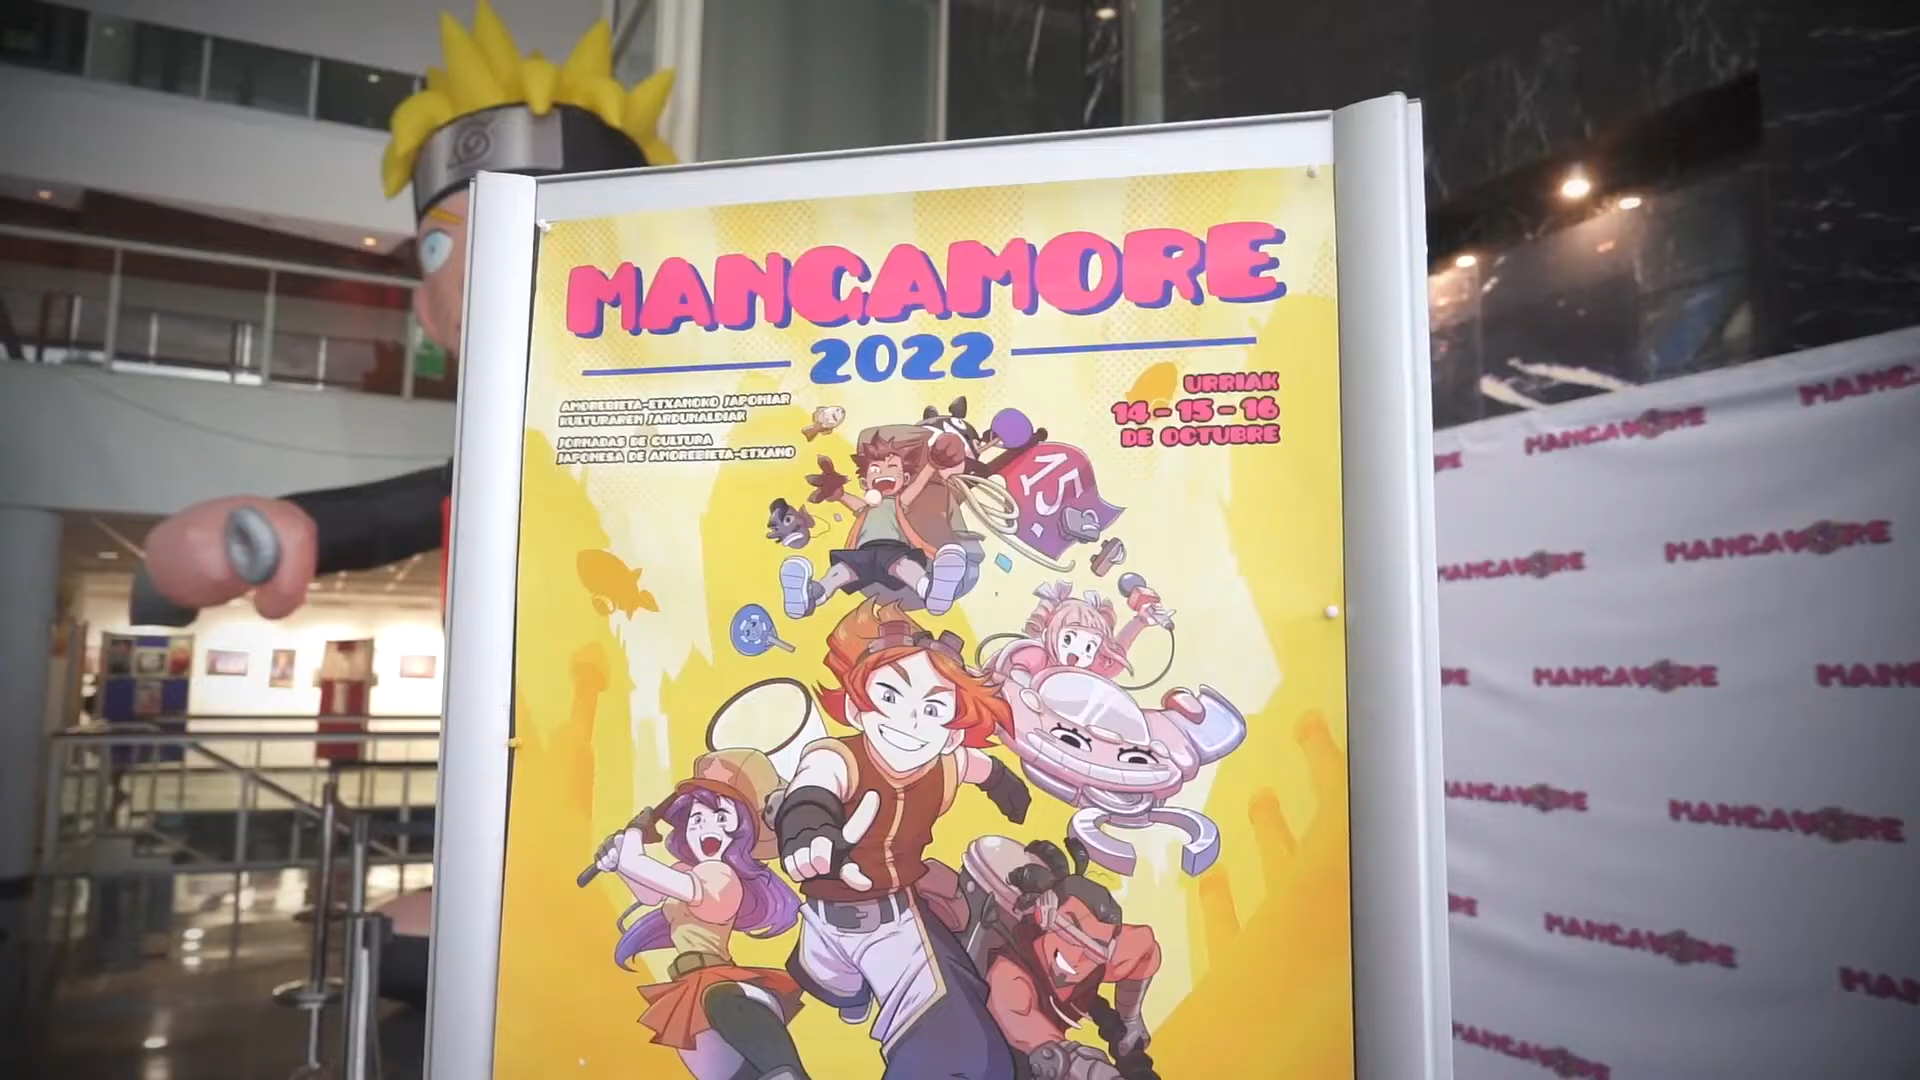 MANGAMORE
2022
AMOREBIETA-ETXANOKO JAPONIAR
KULTURAREN JARDUNALDIAK
JORNADAS DE CULTURA
JAPONESA DE AMOREBIETA-ETXANO
URRIAK
14 - 15 - 16
DE OCTUBRE
15.
MANGAMORE
MANGAMORE
MANGAMORE
MANGAMORE
MANGAMORE
MANGAMORE
MANGAMORE
MANGAMORE